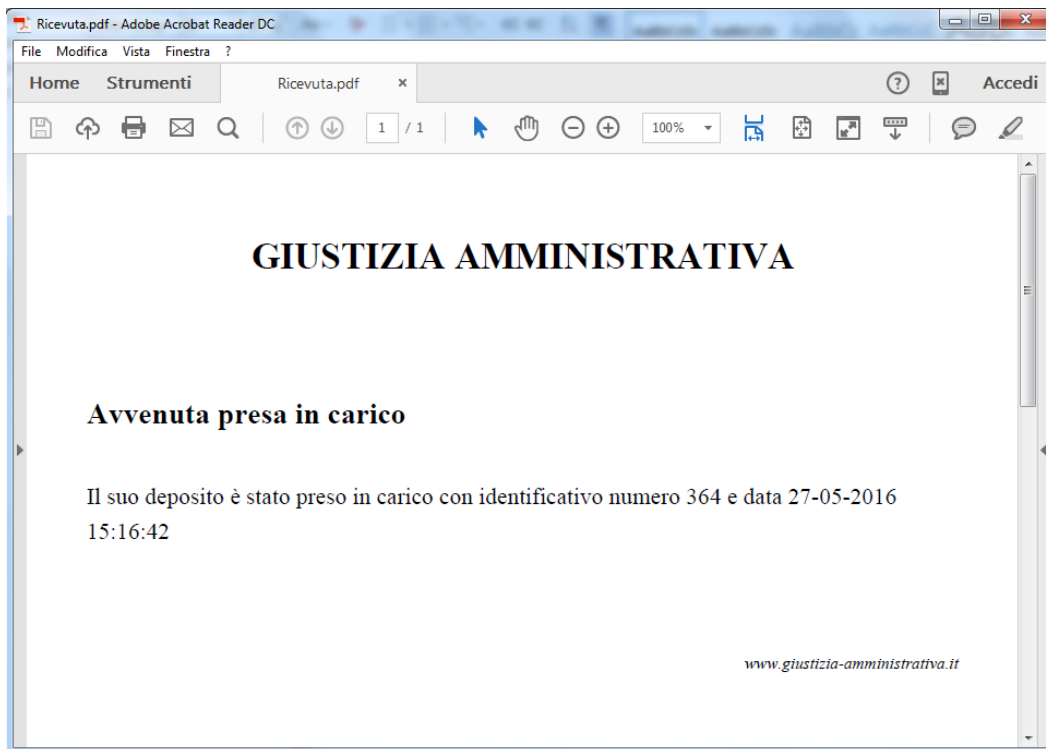 Ricevuta.pdf - Adobe Acrobat Reader DC
File Modifica Vista Finestra ?
Home Strumenti Ricevuta.pdf × Accedi
1 / 1 100%
GIUSTIZIA AMMINISTRATIVA
Avvenuta presa in carico
Il suo deposito è stato preso in carico con identificativo numero 364 e data 27-05-2016
15:16:42
www.giustizia-amministrativa.it